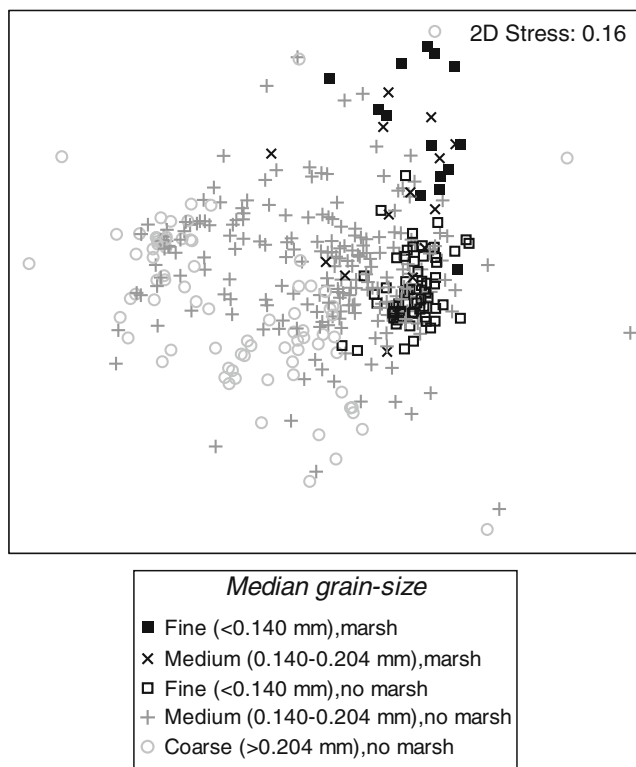 2D Stress: 0.16
Median grain-size
Fine (<0.140 mm),marsh
Medium (0.140-0.204 mm),marsh
Fine (<0.140 mm),no marsh
Medium (0.140-0.204 mm),no marsh
Coarse (>0.204 mm),no marsh